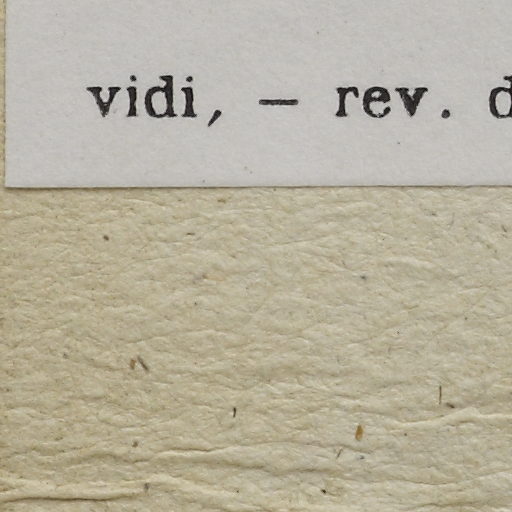 vidi, — rev. d